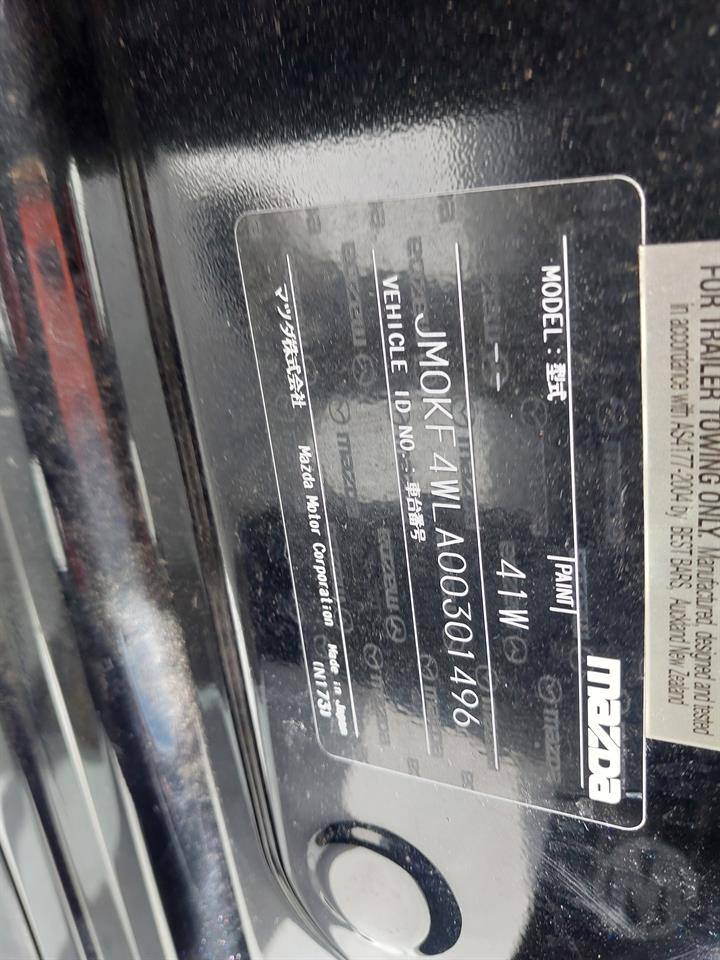 FOR TRAILER TOWING ONLY. Manufactured, designed and tested
in accordance with AS4177-2004 by BEST BARS, Auckland New Zealand
mazda
MODEL : 型式
PAINT
--
41W
JM0KF4WLA00301496
VEHICLE ID NO. : 車台番号
マツダ株式会社 Mazda Motor Corporation Made in Japan
(N173)